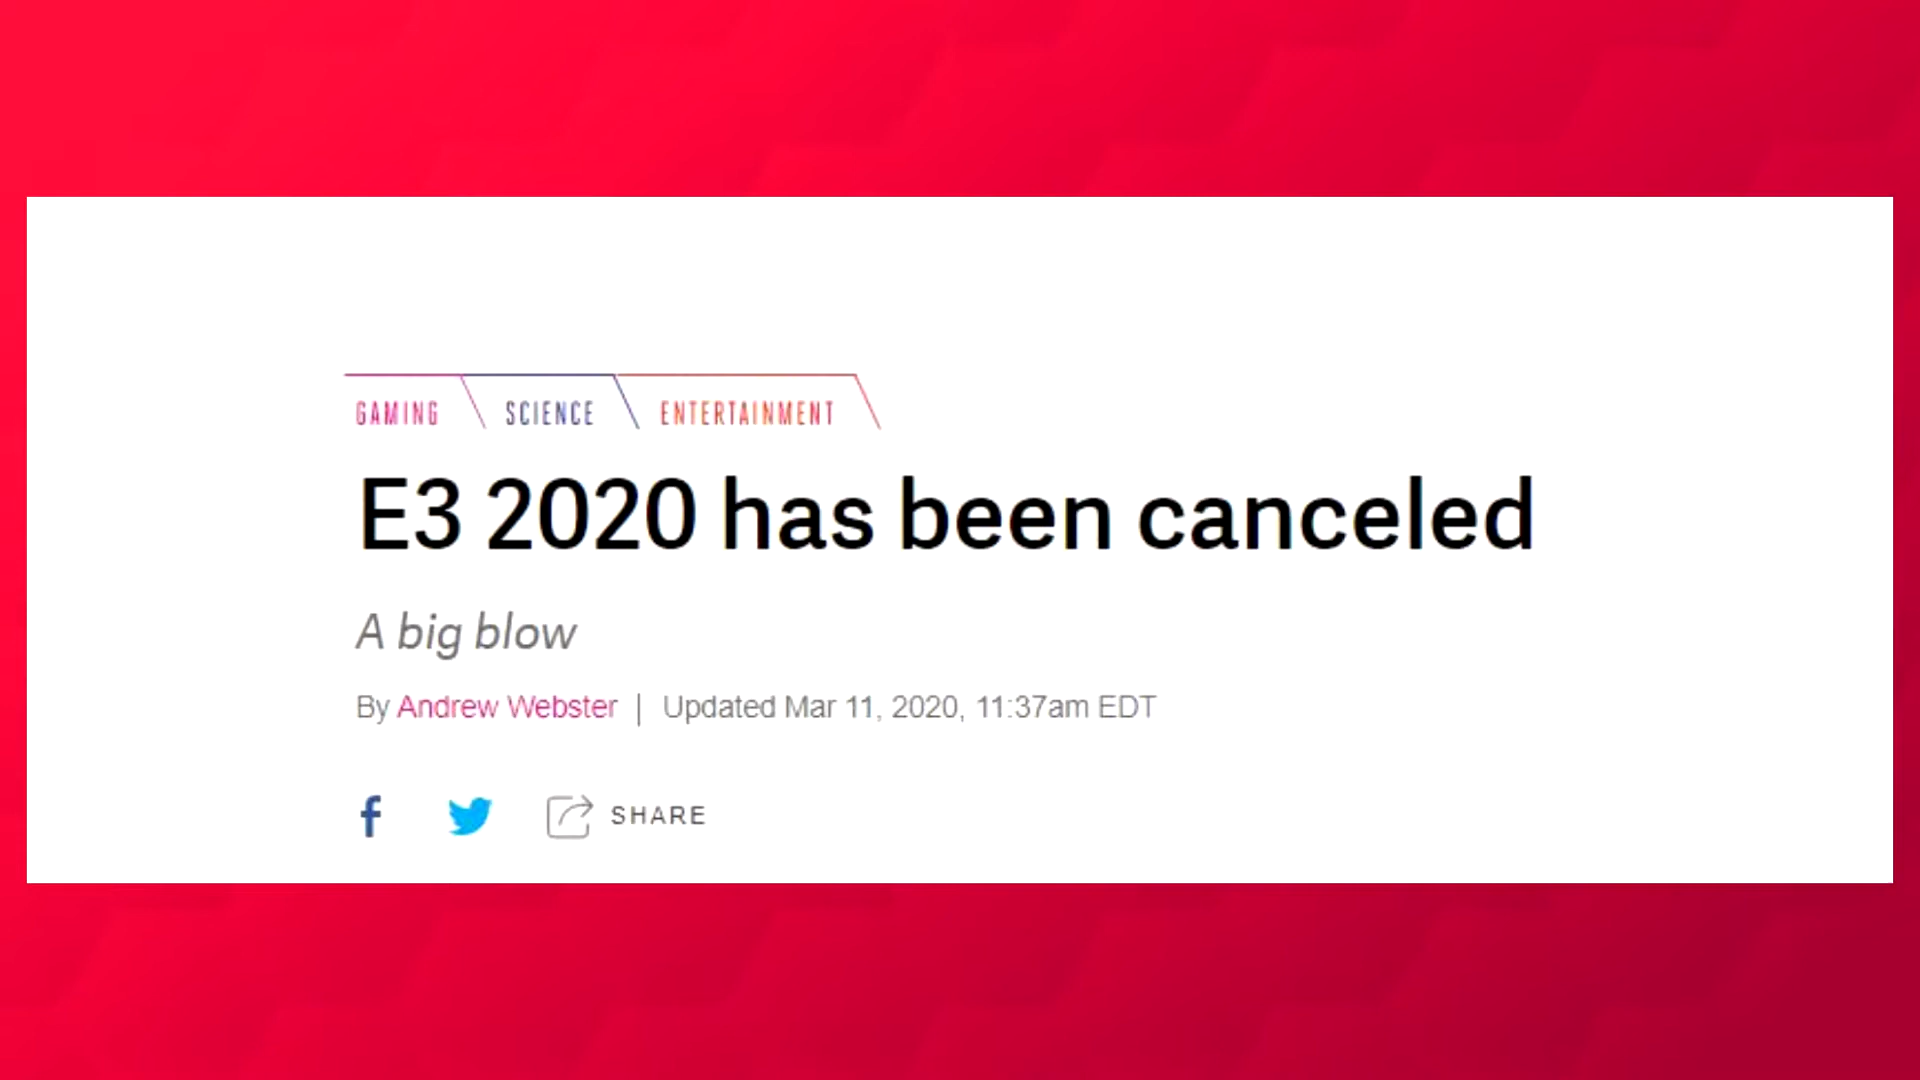 GAMING SCIENCE ENTERTAINMENT
E3 2020 has been canceled
A big blow
By Andrew Webster | Updated Mar 11, 2020, 11:37am EDT
f SHARE